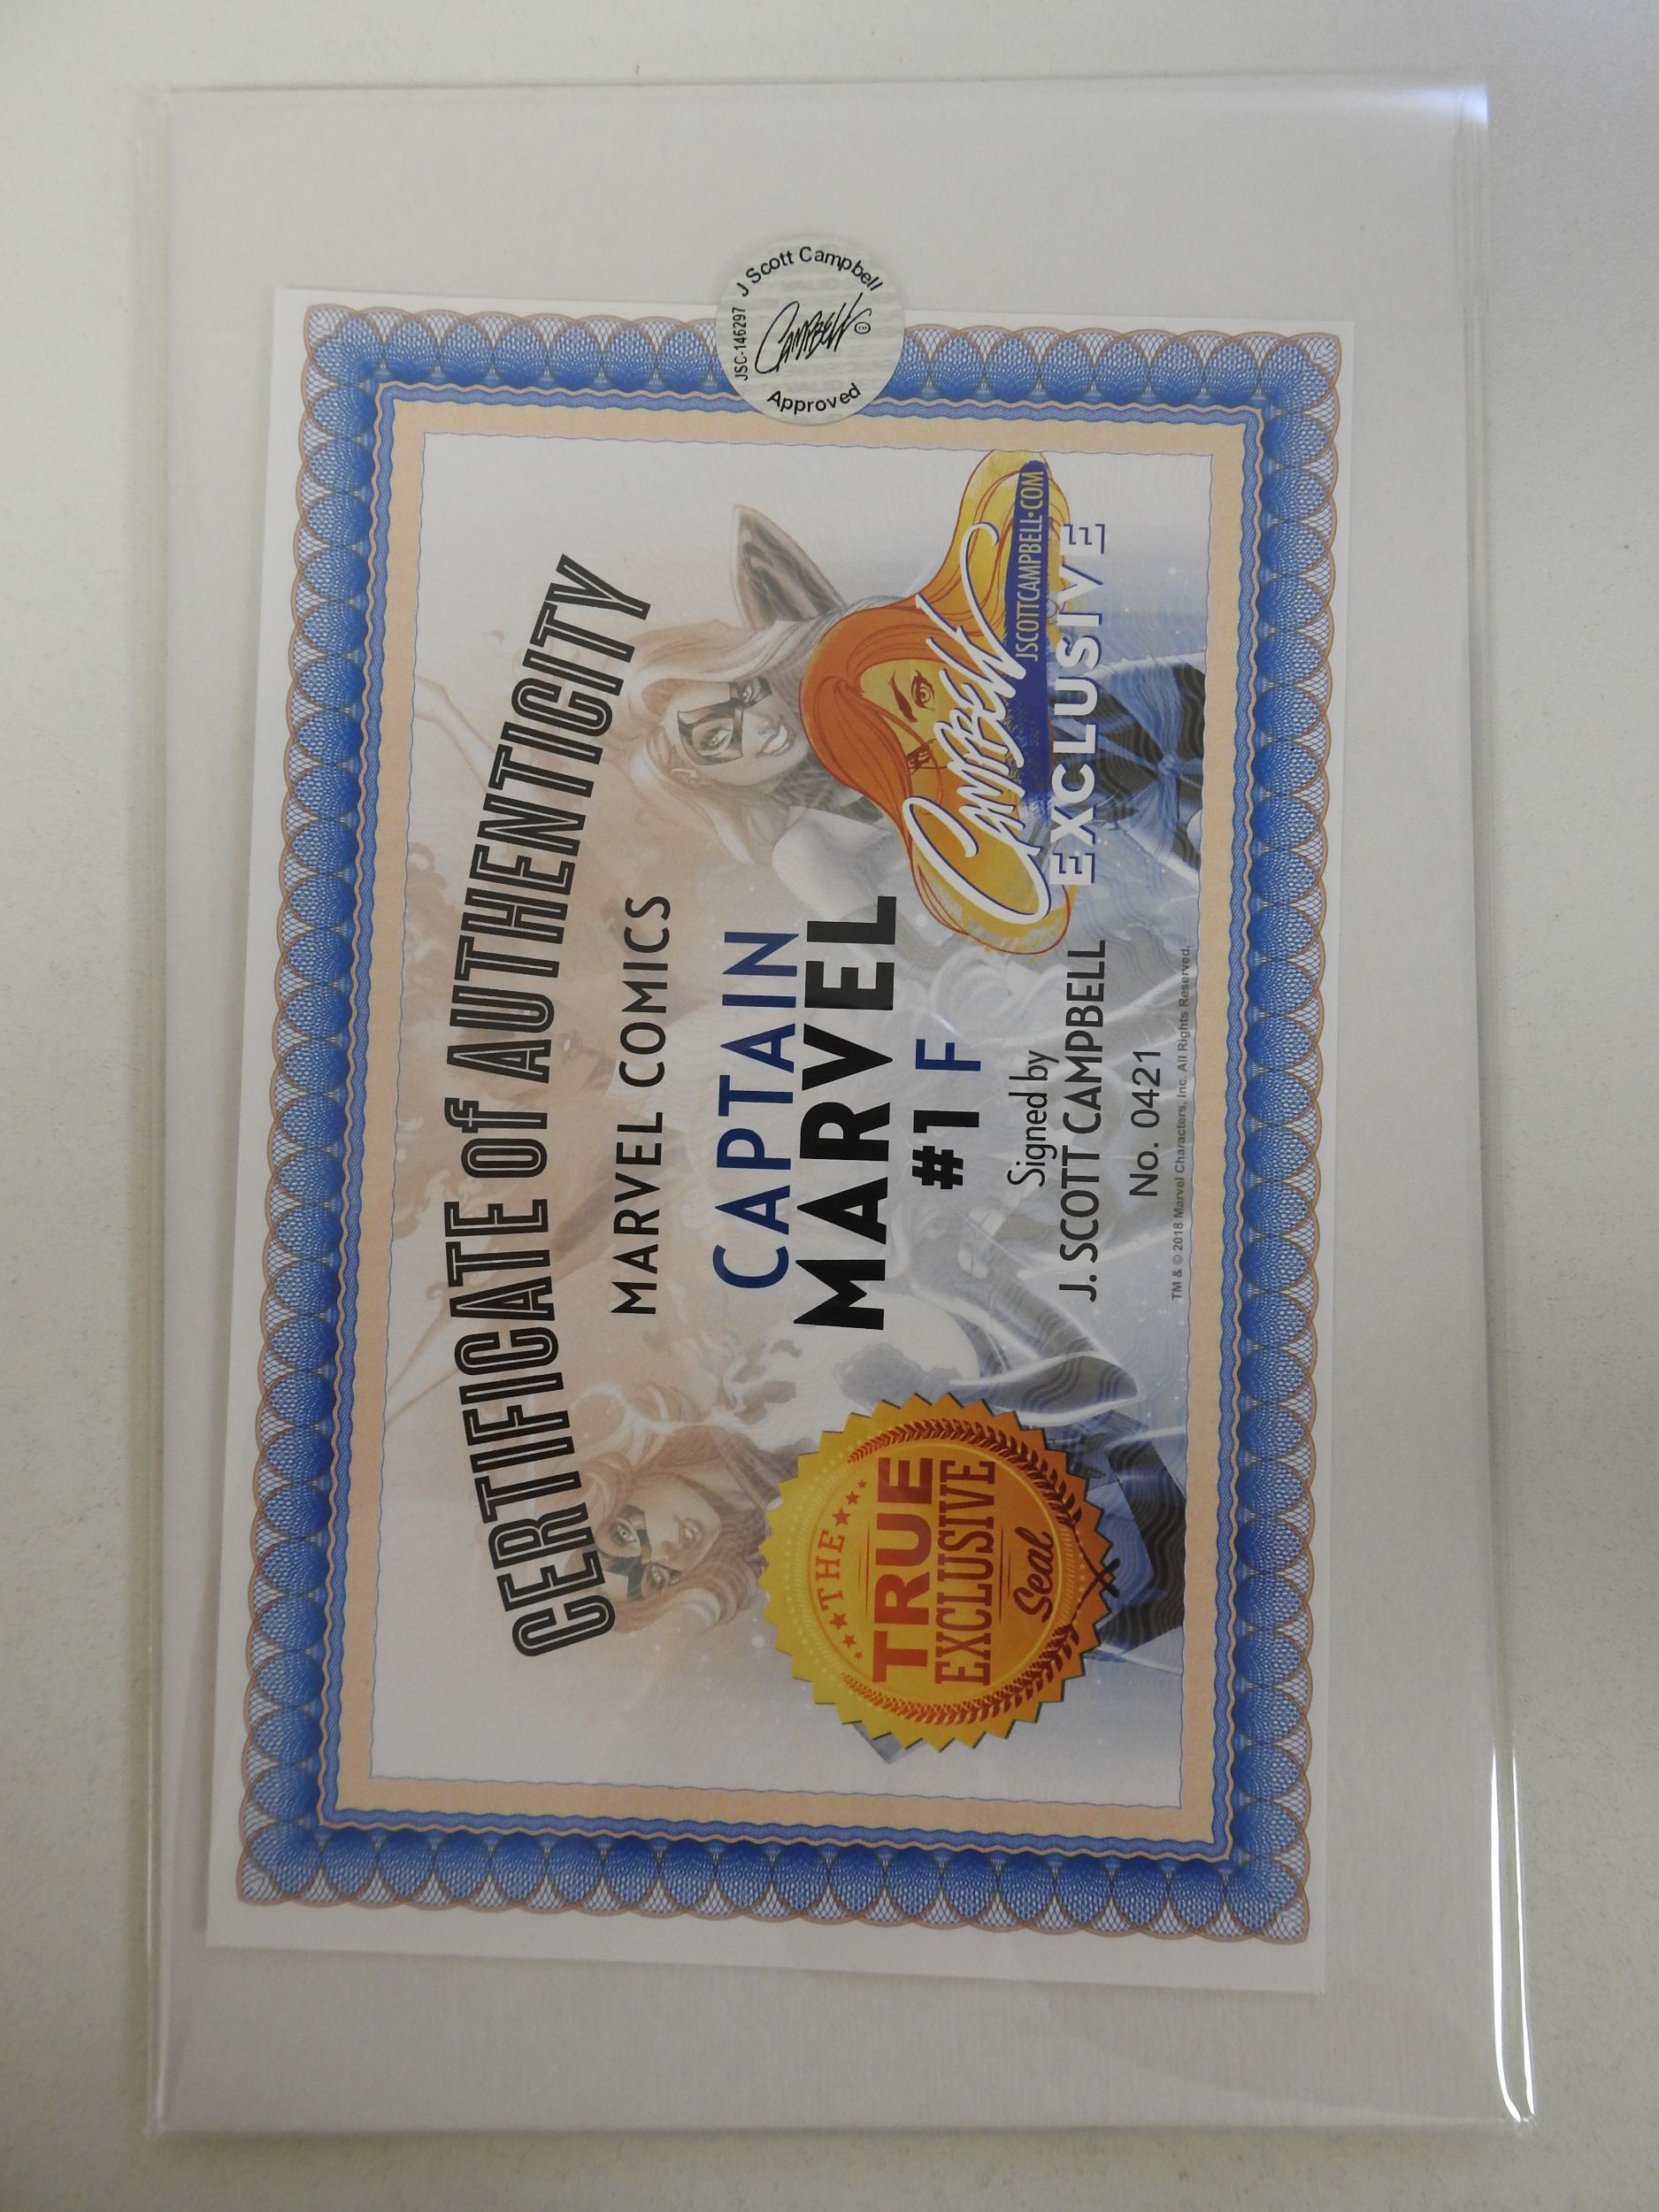 CERTIFICATE of AUTHENTICITY
MARVEL COMICS
CAPTAIN
MARVEL
#1 F
Signed by
J. SCOTT CAMPBELL
No. 0421
TM & © 2018 Marvel Characters, Inc. All Rights Reserved.
THE
TRUE
EXCLUSIVE
Seal
CAMPBELL
JSCOTTCAMPBELL.COM
EXCLUSIVE
J Scott Campbell
JSC-146297
CAMPBELL
Approved